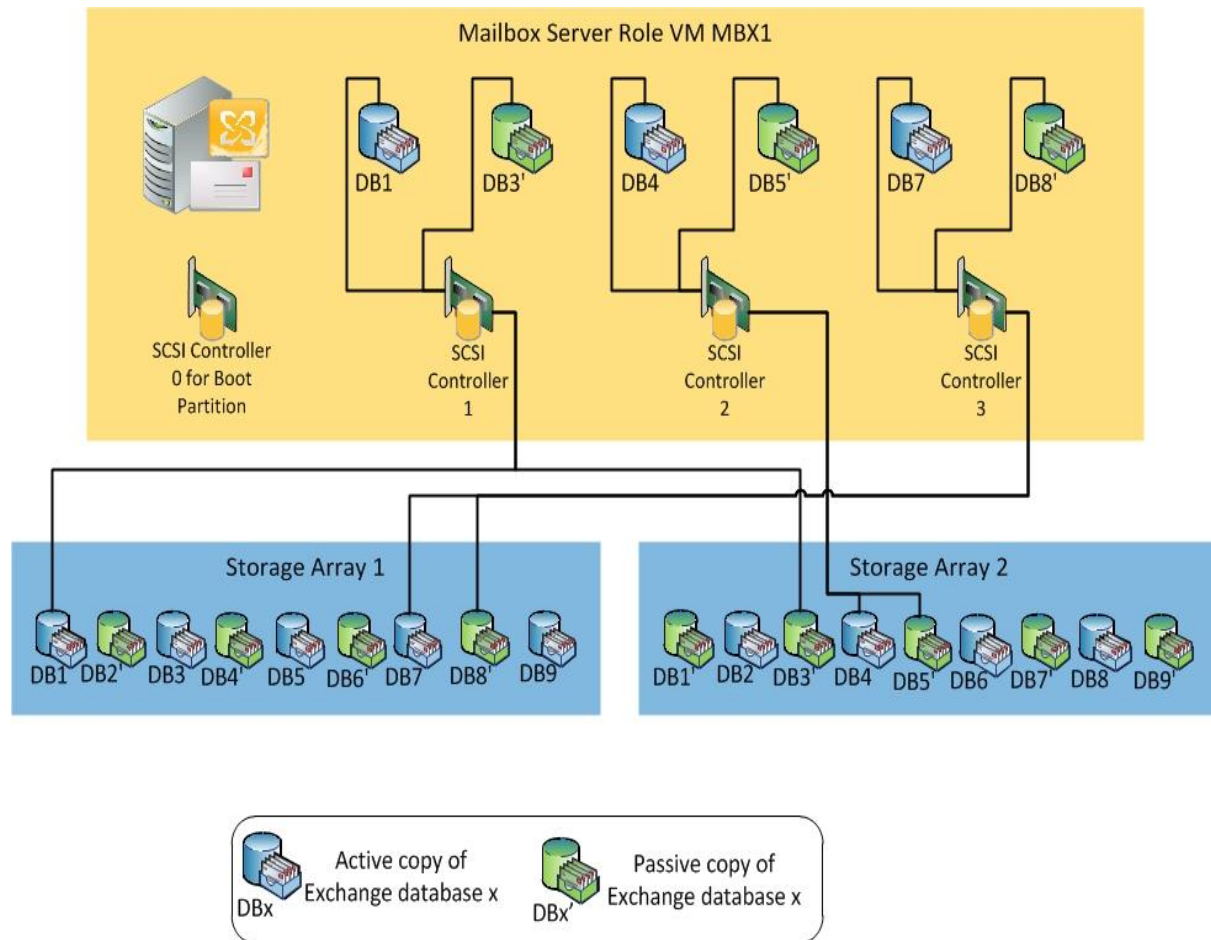 Mailbox Server Role VM MBX1
DB1
DB3'
DB4
DB5'
DB7
DB8'
SCSI Controller
0 for Boot
Partition
SCSI
Controller
1
SCSI
Controller
2
SCSI
Controller
3
Storage Array 1
DB1
DB2'
DB3
DB4'
DB5
DB6'
DB7
DB8'
DB9
Storage Array 2
DB1'
DB2
DB3'
DB4
DB5'
DB6
DB7'
DB8
DB9'
DBx
Active copy of
Exchange database x
DBx'
Passive copy of
Exchange database x